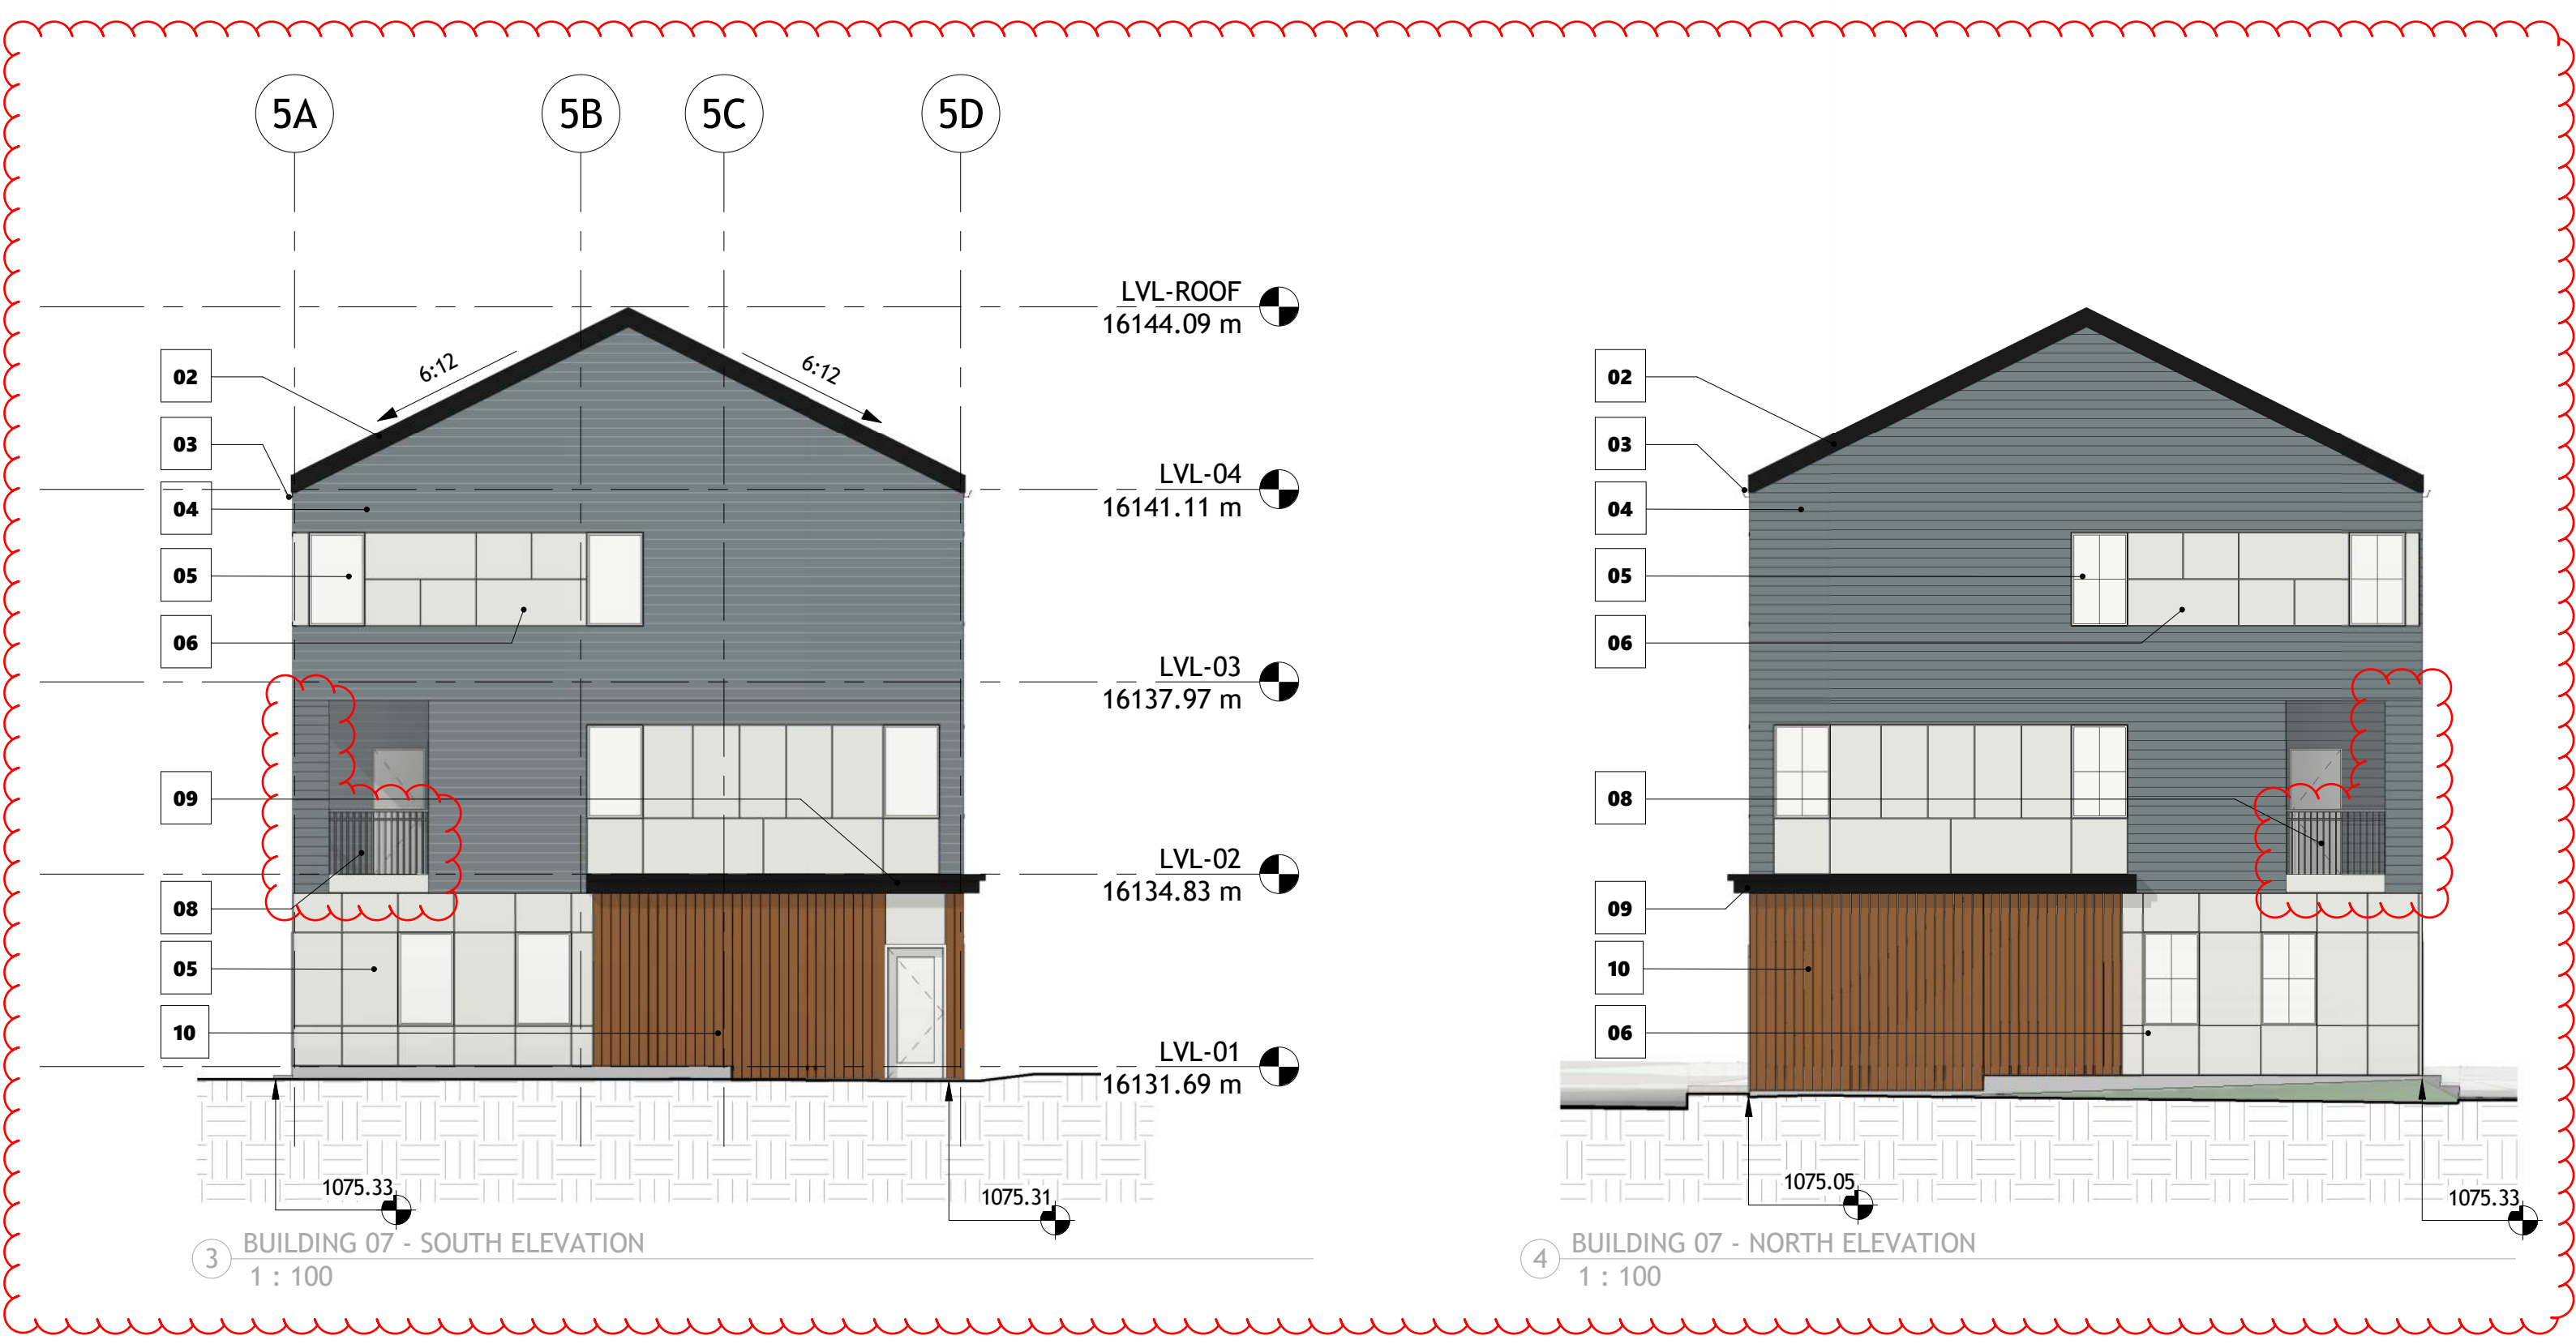 5A
5B
5C
5D
LVL-ROOF
16144.09 m
6:12
6:12
02
03
LVL-04
16141.11 m
04
05
06
LVL-03
16137.97 m
09
LVL-02
16134.83 m
08
05
10
LVL-01
16131.69 m
1075.33
1075.31
3
BUILDING 07 - SOUTH ELEVATION
1 : 100
02
03
04
05
06
08
09
10
06
1075.05
1075.33
4
BUILDING 07 - NORTH ELEVATION
1 : 100